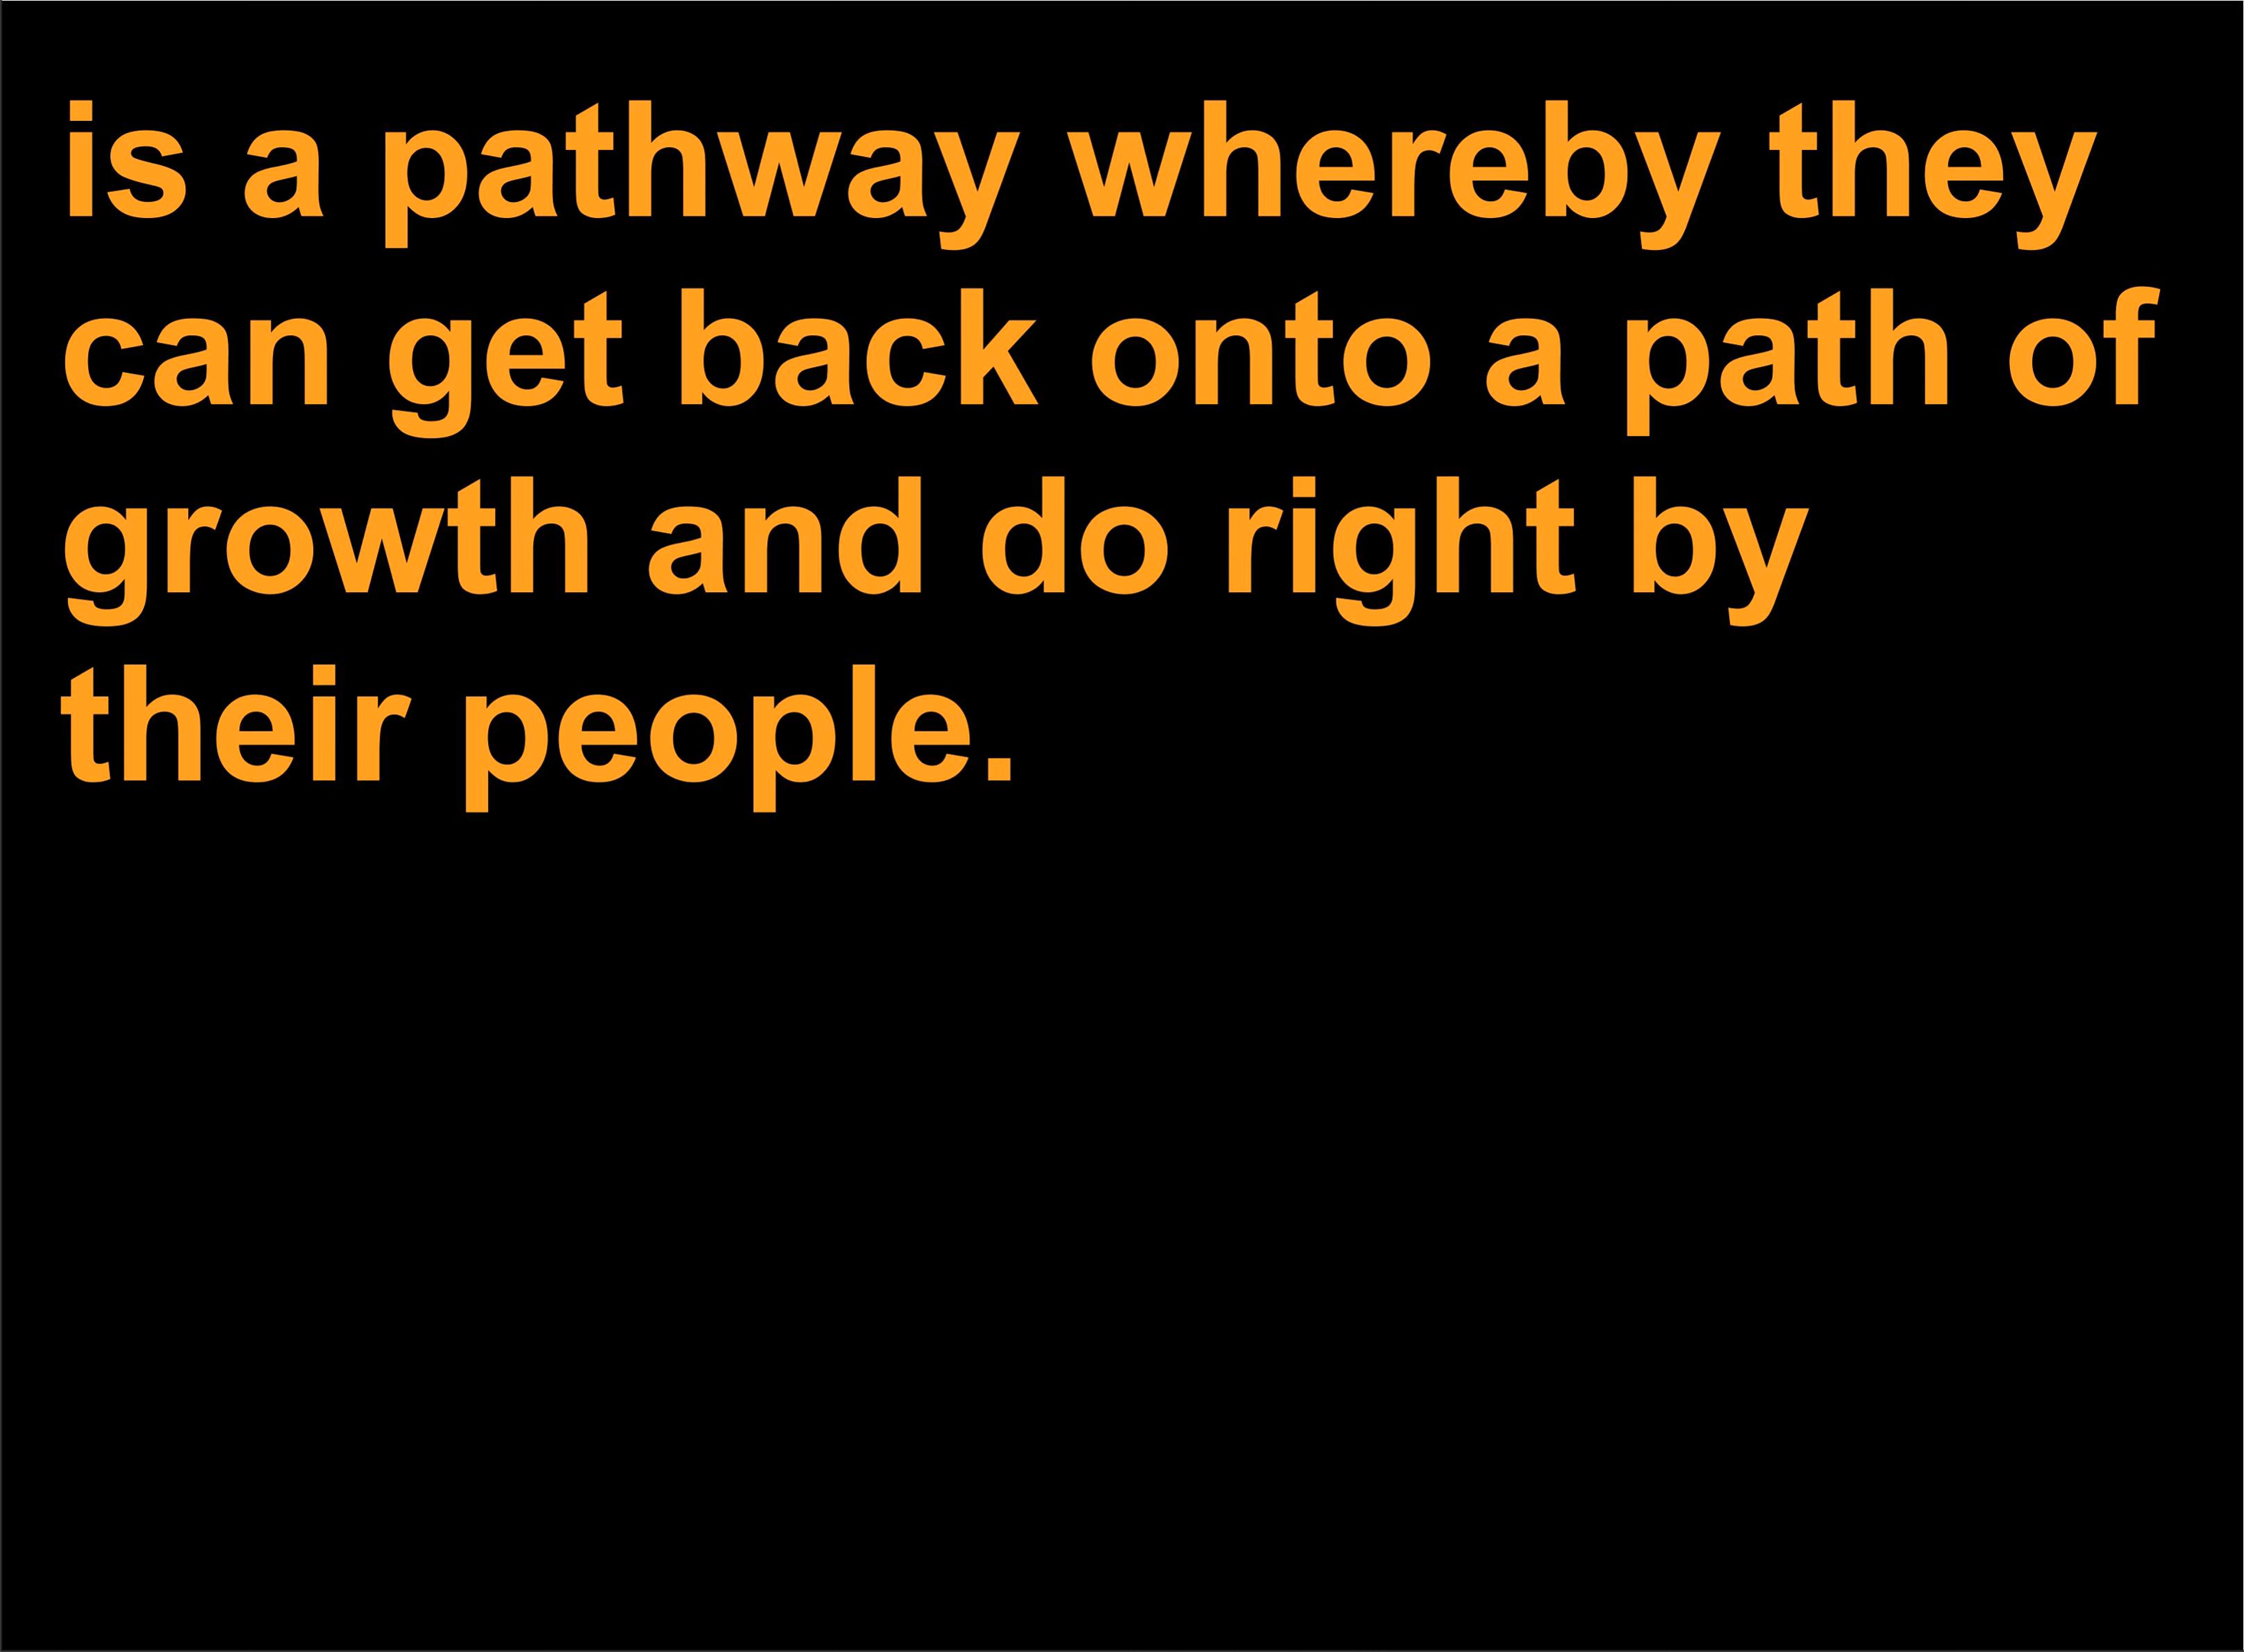 is a pathway whereby they
can get back onto a path of
growth and do right by
their people.